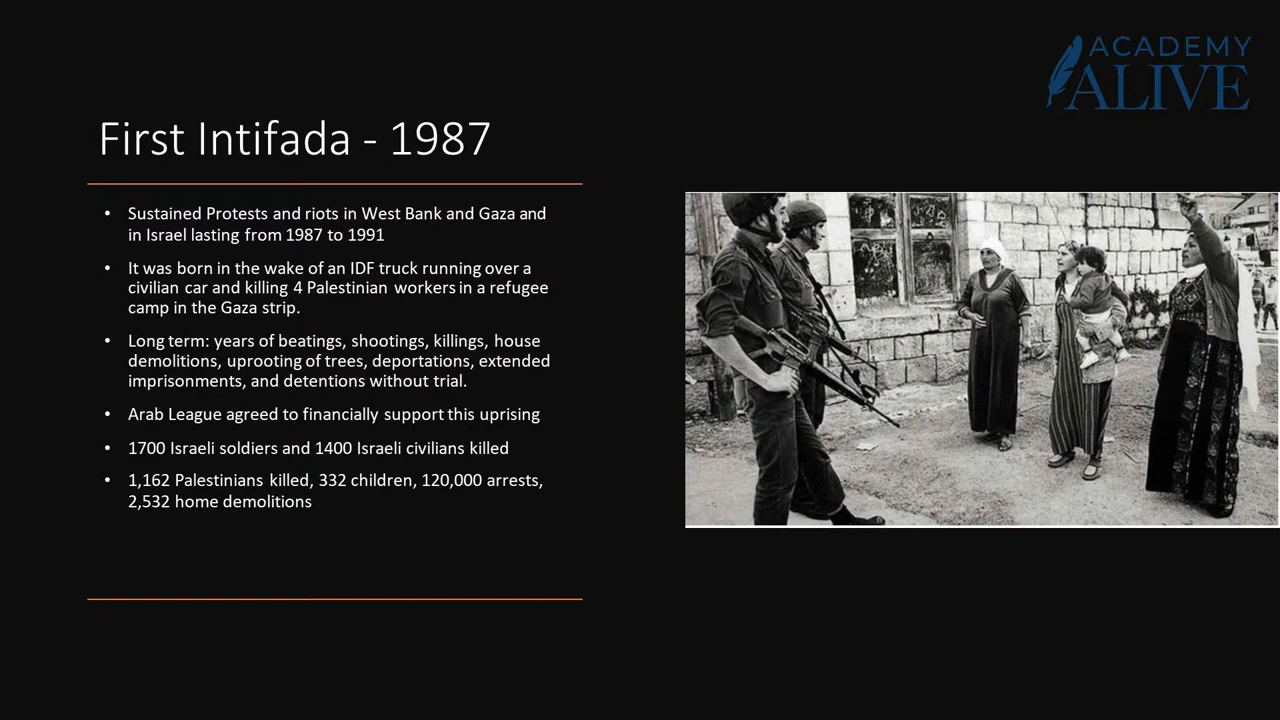 ACADEMY
ALIVE
First Intifada - 1987
• Sustained Protests and riots in West Bank and Gaza and
in Israel lasting from 1987 to 1991
• It was born in the wake of an IDF truck running over a
civilian car and killing 4 Palestinian workers in a refugee
camp in the Gaza strip.
• Long term: years of beatings, shootings, killings, house
demolitions, uprooting of trees, deportations, extended
imprisonments, and detentions without trial.
• Arab League agreed to financially support this uprising
• 1700 Israeli soldiers and 1400 Israeli civilians killed
• 1,162 Palestinians killed, 332 children, 120,000 arrests,
2,532 home demolitions